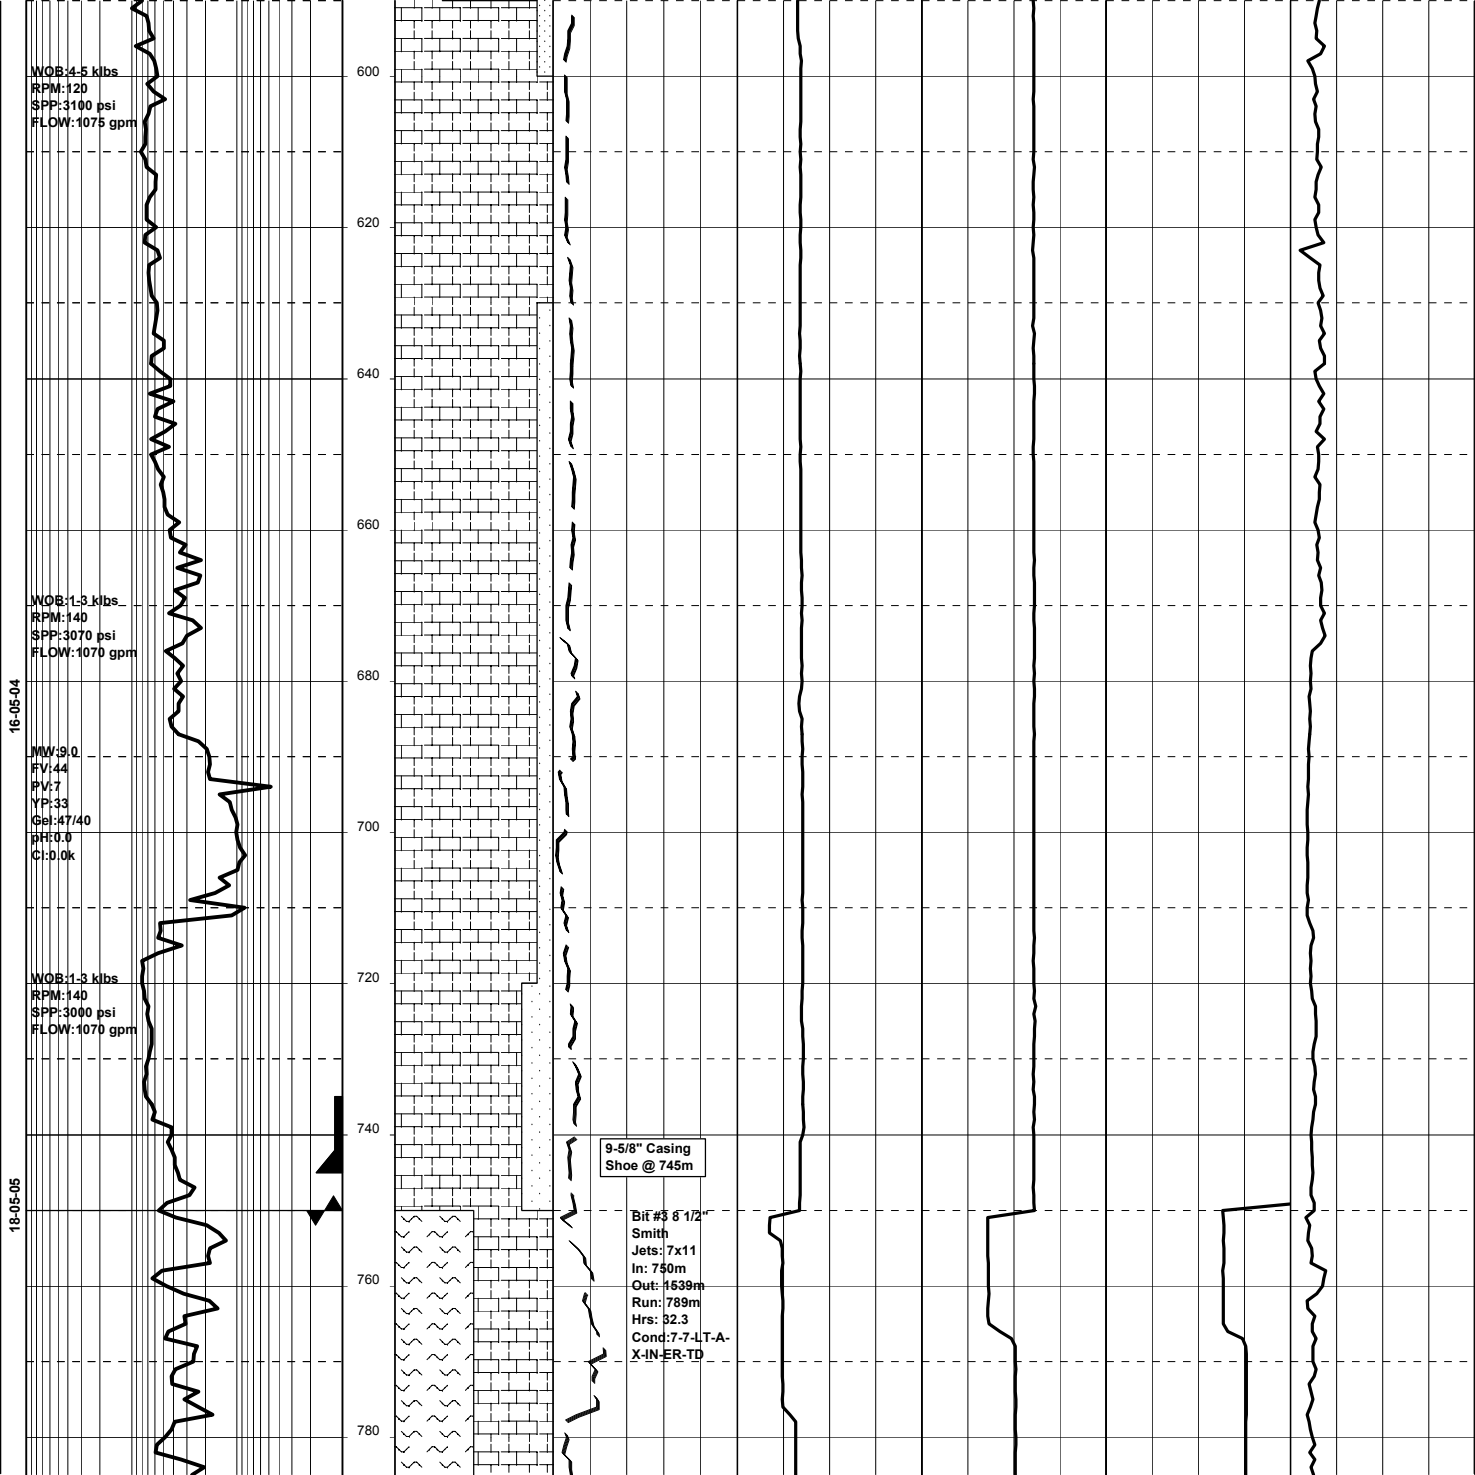 WOB:4-5 klbs
RPM:120
SPP:3100 psi
FLOW:1075 gpm
WOB:1-3 klbs
RPM:140
SPP:3070 psi
FLOW:1070 gpm
16-05-04
MW:9.0
FV:44
PV:7
YP:33
Gel:47/40
pH:0.0
Cl:0.0k
WOB:1-3 klbs
RPM:140
SPP:3000 psi
FLOW:1070 gpm
18-05-05
600
620
640
660
680
700
720
740
760
780
9-5/8" Casing
Shoe @ 745m
Bit #3 8 1/2"
Smith
Jets: 7x11
In: 750m
Out: 1539m
Run: 789m
Hrs: 32.3
Cond:7-7-LT-A-
X-IN-ER-TD